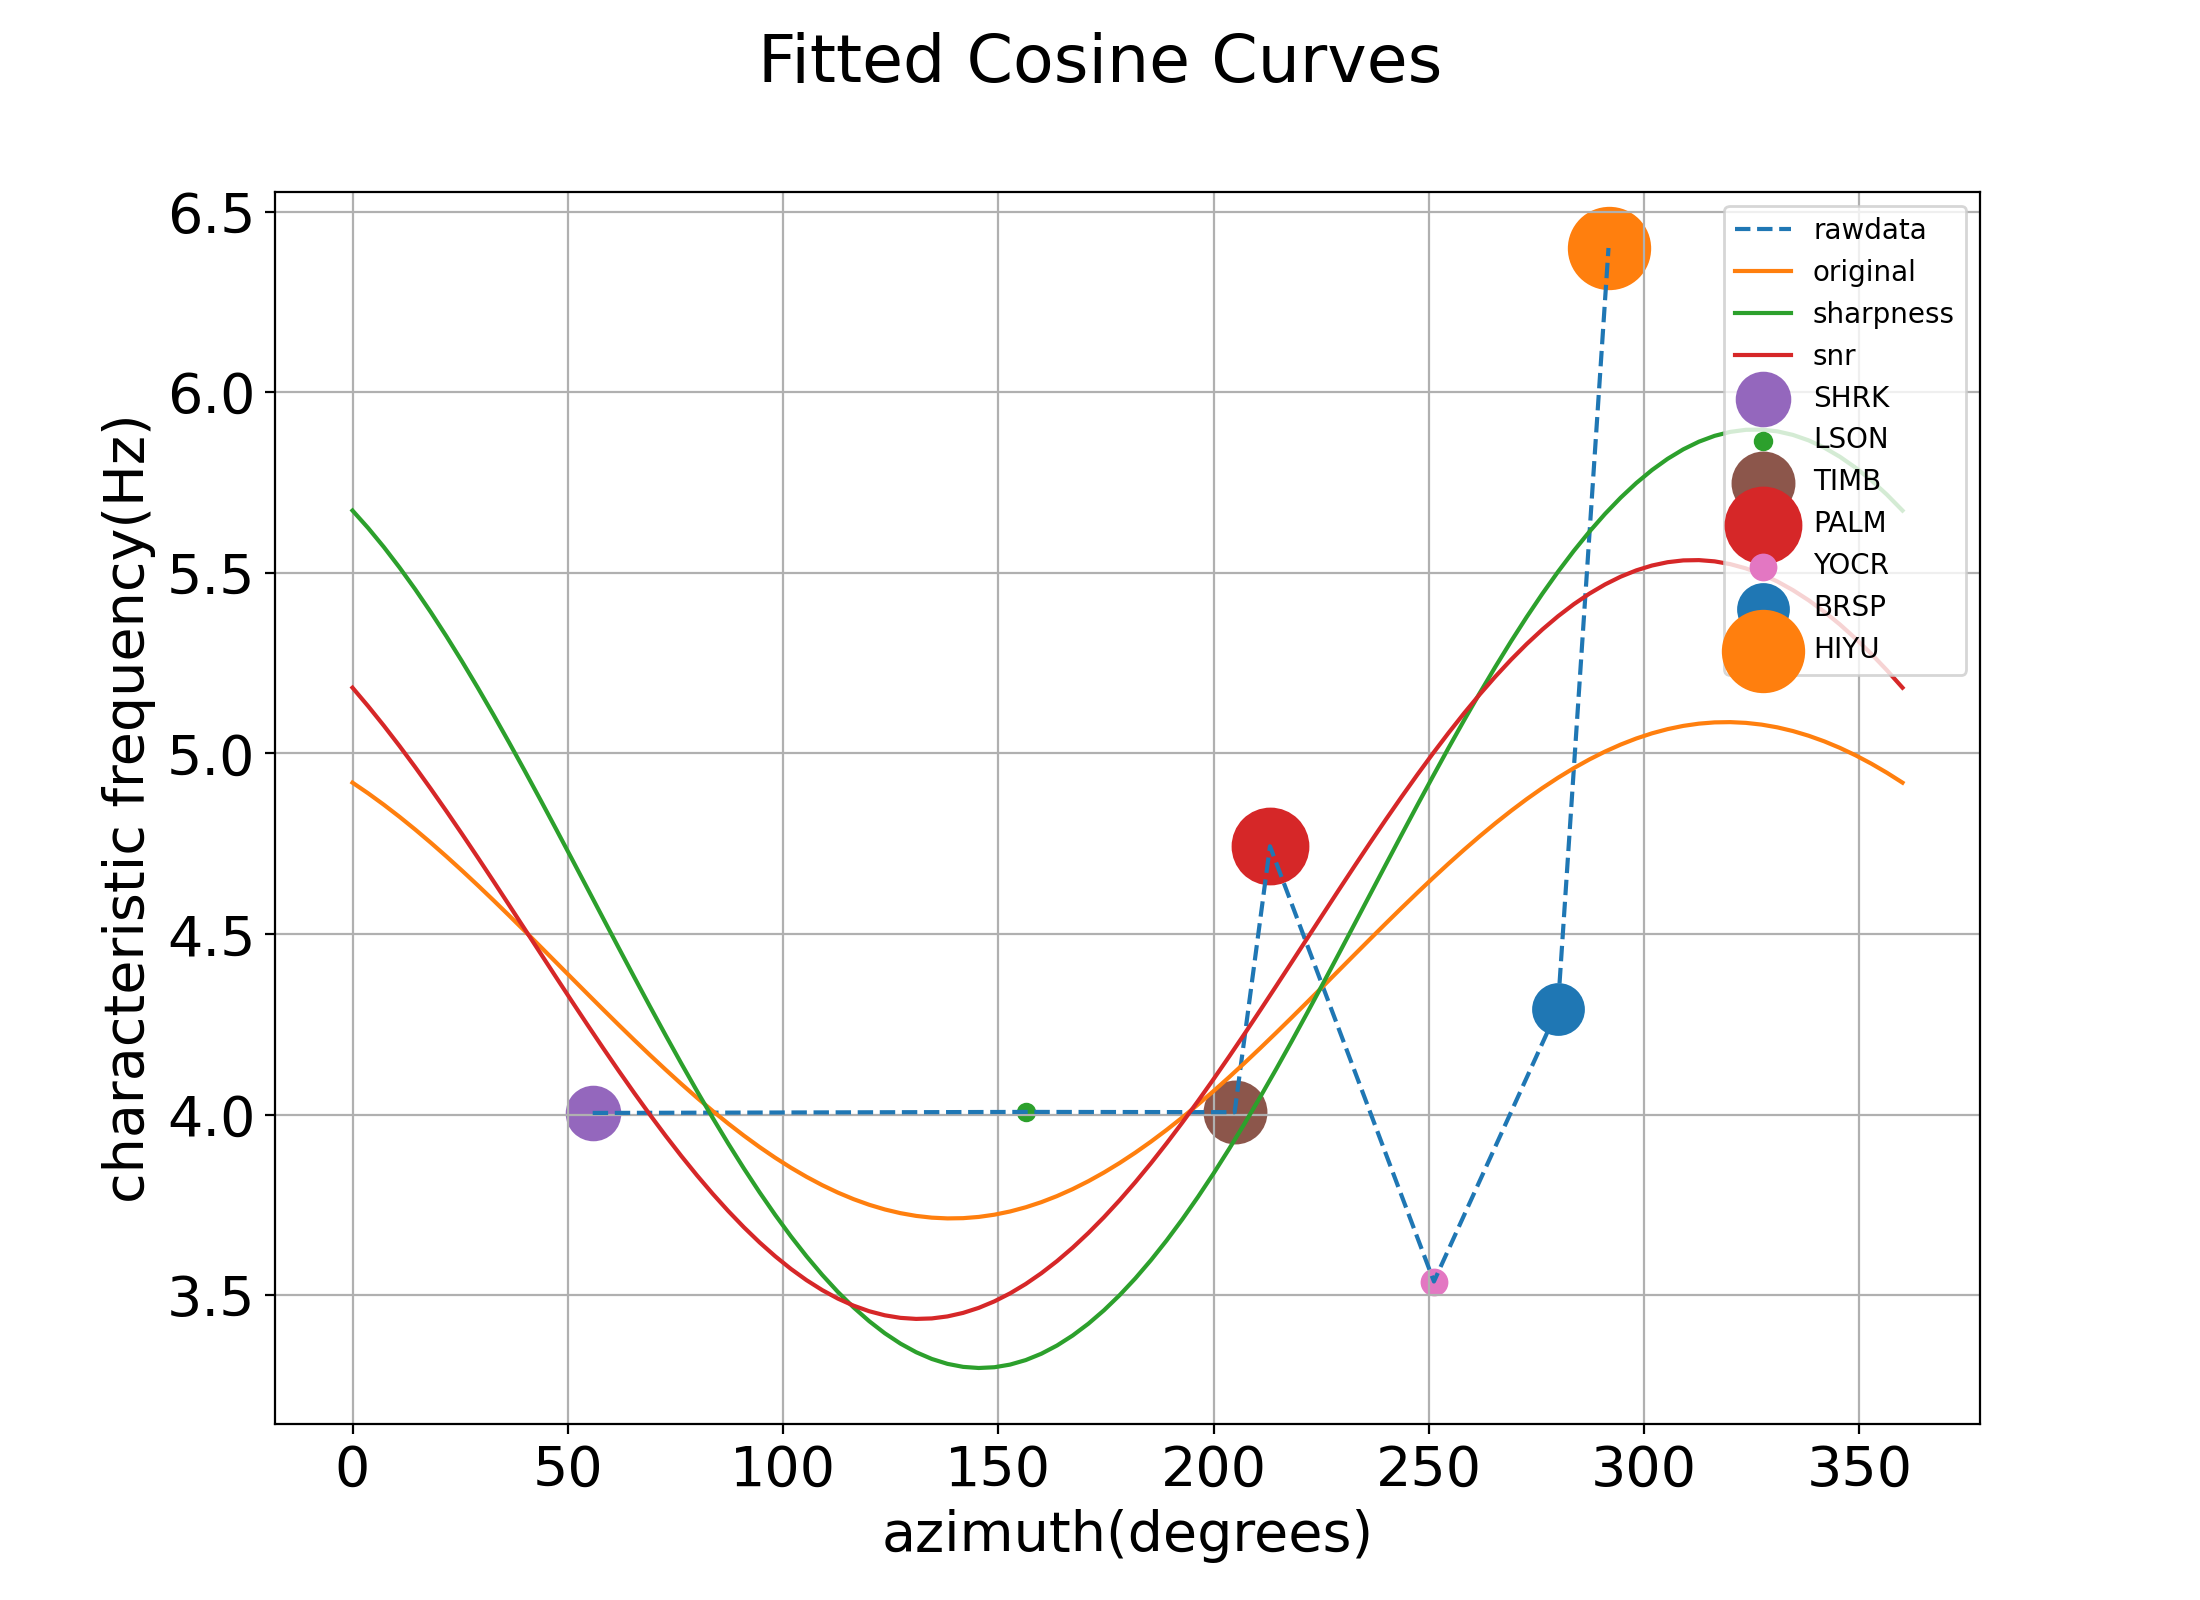 Fitted Cosine Curves
6.5
6.0
5.5
5.0
4.5
4.0
3.5
characteristic frequency(Hz)
rawdata
original
sharpness
snr
SHRK
LSON
TIMB
PALM
YOCR
BRSP
HIYU
0 50 100 150 200 250 300 350
azimuth(degrees)